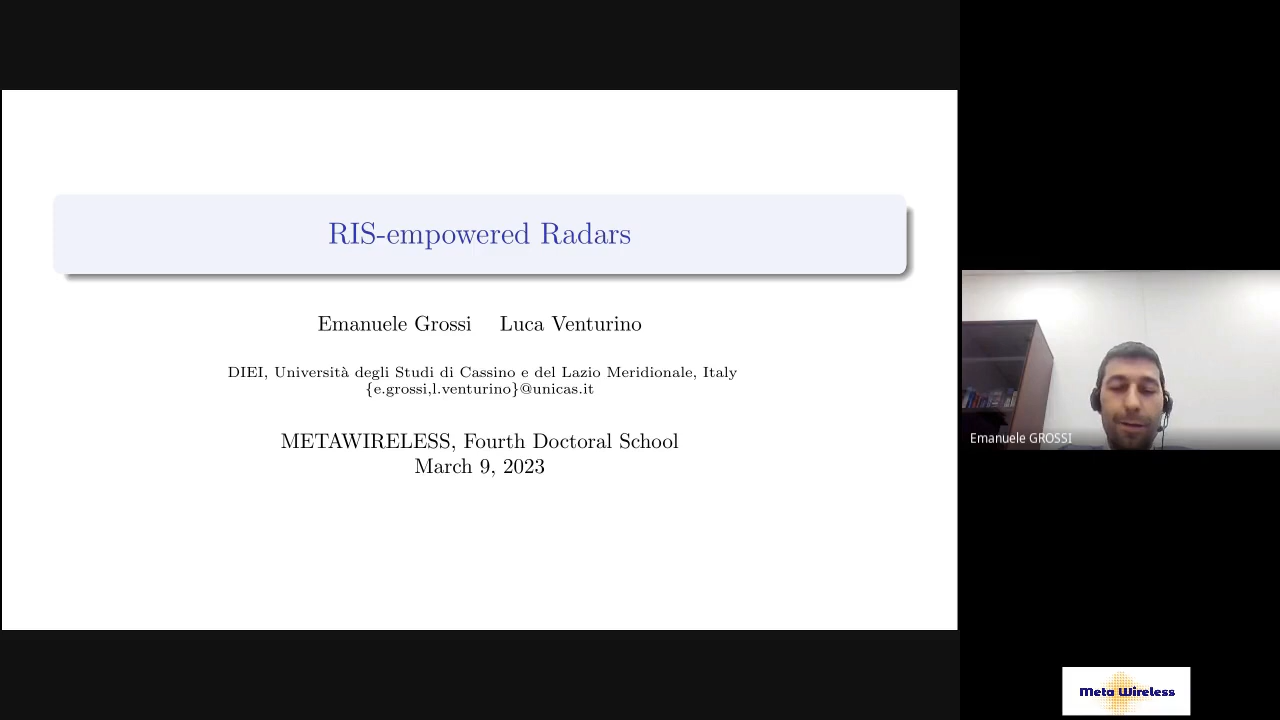 RIS-empowered Radars
Emanuele Grossi Luca Venturino
DIEI, Università degli Studi di Cassino e del Lazio Meridionale, Italy
{e.grossi,l.venturino}@unicas.it
METAWIRELESS, Fourth Doctoral School
March 9, 2023
Emanuele GROSSI
Meta Wireless